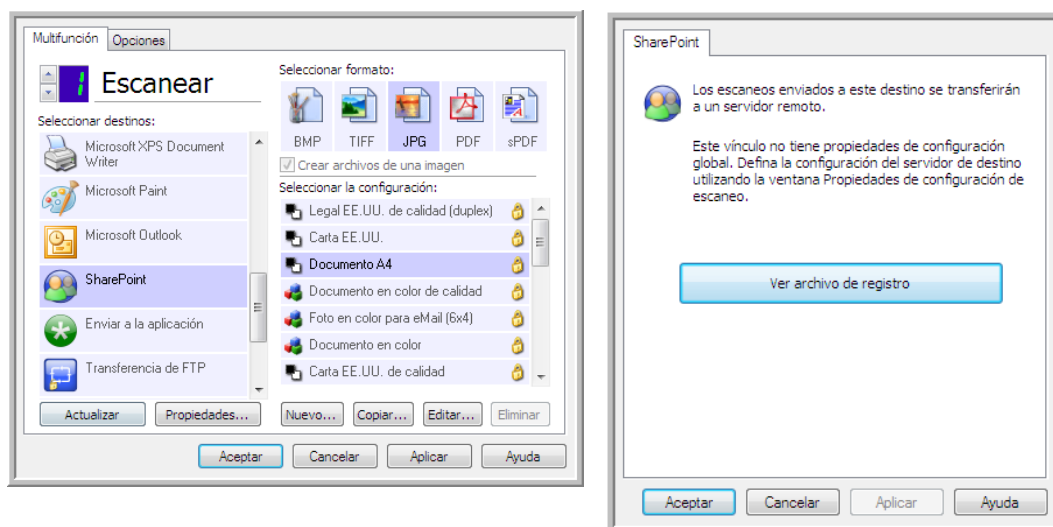 Multifunción
Opciones
1
Escanear
Seleccionar destinos:
Microsoft XPS Document
Writer
Microsoft Paint
Microsoft Outlook
SharePoint
Enviar a la aplicación
Transferencia de FTP
Actualizar
Propiedades...
Seleccionar formato:
BMP
TIFF
JPG
PDF
sPDF
Crear archivos de una imagen
Seleccionar la configuración:
Legal EE.UU. de calidad (duplex)
Carta EE.UU.
Documento A4
Documento en color de calidad
Foto en color para eMail (6x4)
Documento en color
Carta EE.UU. de calidad
Nuevo...
Copiar...
Editar...
Eliminar
Aceptar
Cancelar
Aplicar
Ayuda
SharePoint
Los escaneos enviados a este destino se transferirán
a un servidor remoto.
Este vínculo no tiene propiedades de configuración
global. Defina la configuración del servidor de destino
utilizando la ventana Propiedades de configuración de
escaneo.
Ver archivo de registro
Aceptar
Cancelar
Aplicar
Ayuda